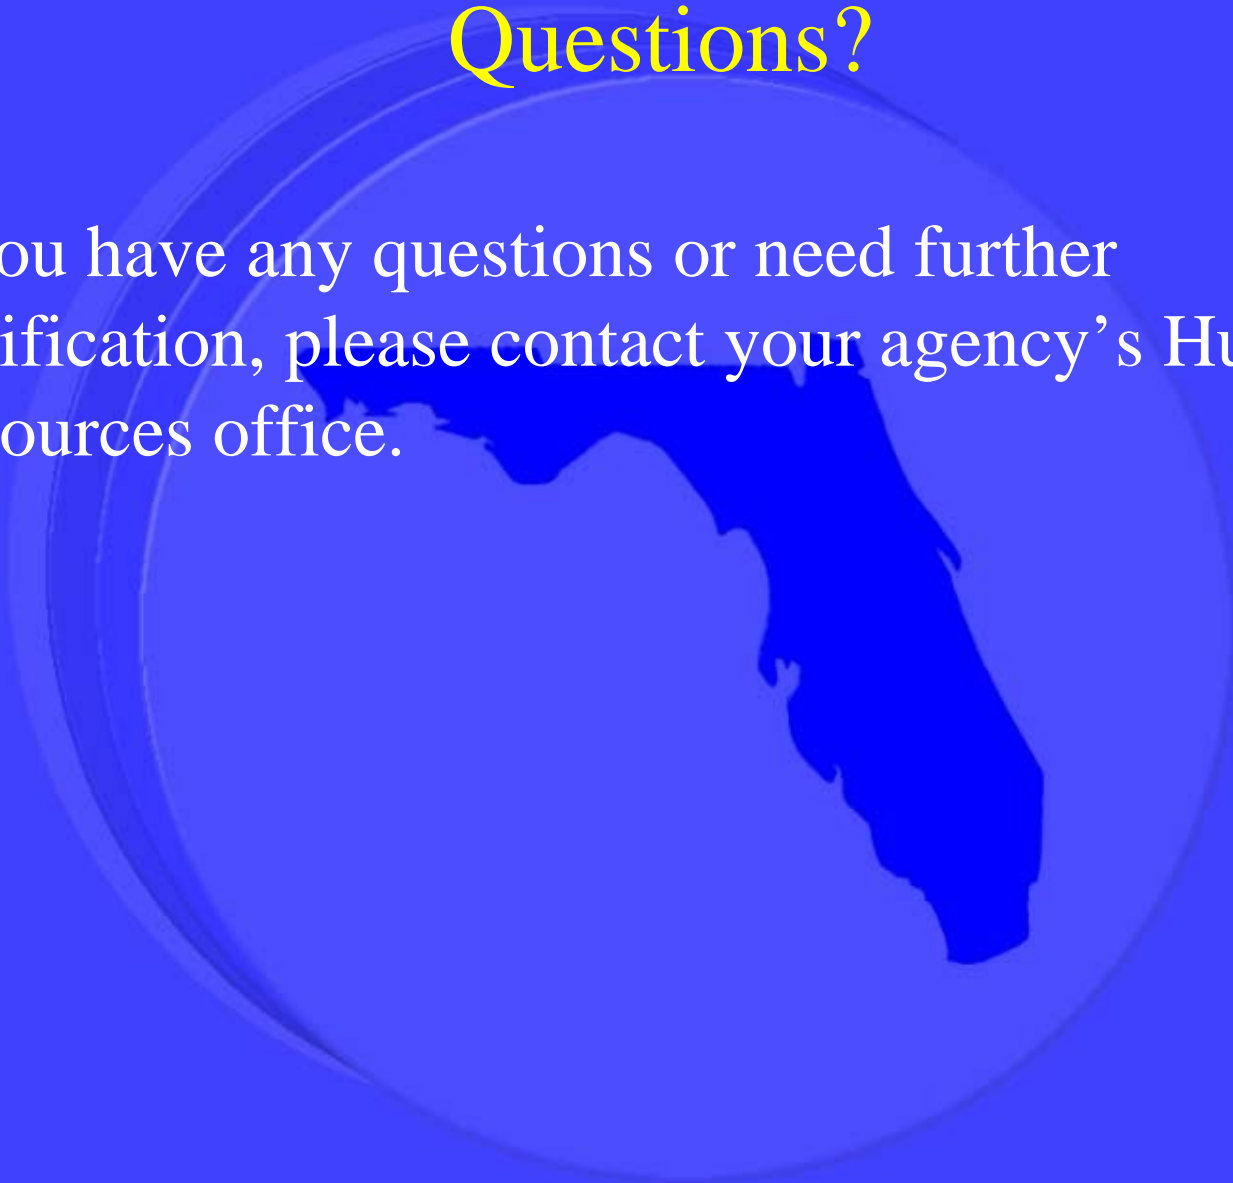 Questions?
ou have any questions or need further
ification, please contact your agency’s Hu
ources office.